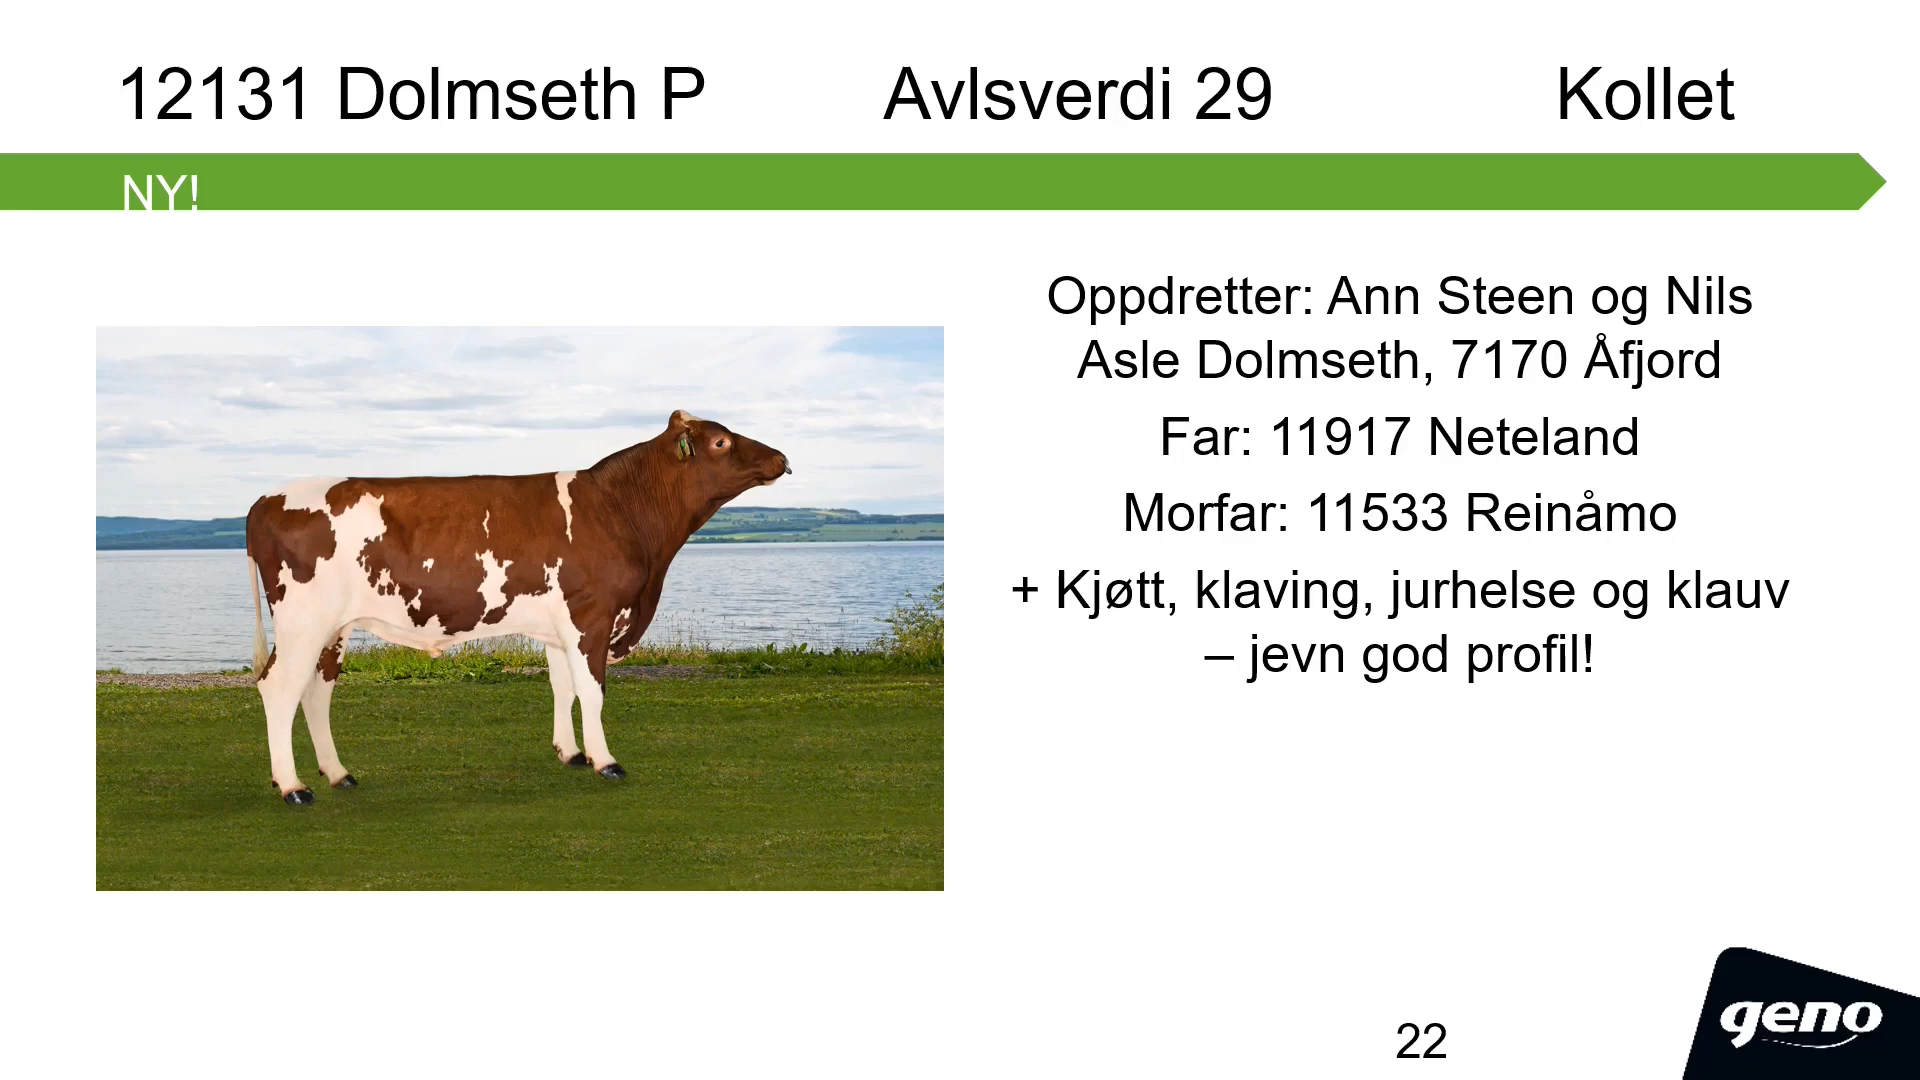 12131 Dolmseth P Avlsverdi 29 Kollet
NY!
Oppdretter: Ann Steen og Nils
Asle Dolmseth, 7170 Åfjord
Far: 11917 Neteland
Morfar: 11533 Reinåmo
+ Kjøtt, klaving, jurhelse og klauv
– jevn god profil!
22
geno